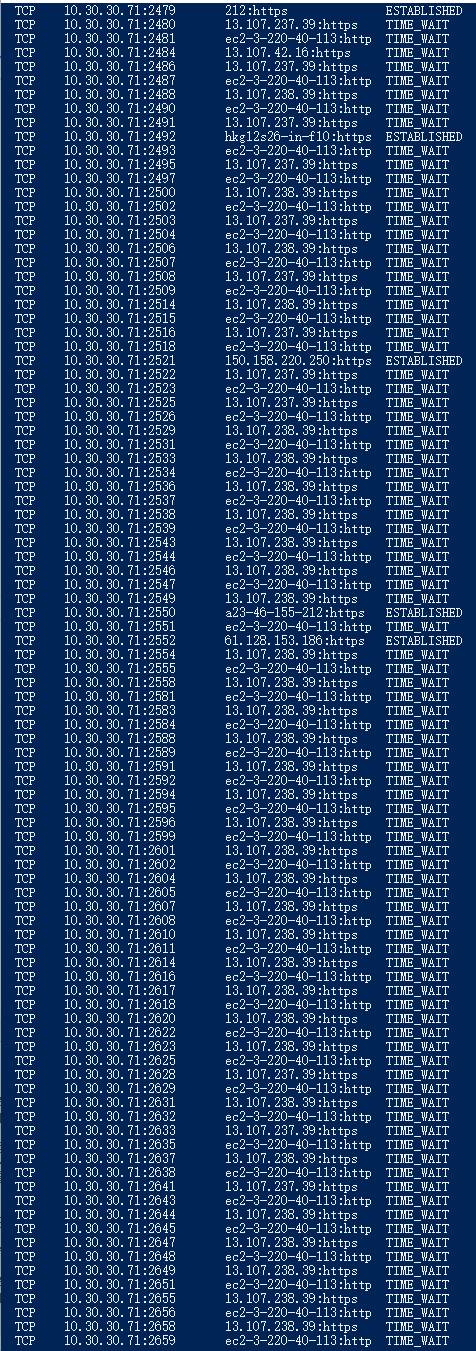 TCP 10.30.30.71:2479 212:https ESTABLISHED
TCP 10.30.30.71:2480 13.107.237.39:https TIME_WAIT
TCP 10.30.30.71:2481 ec2-3-220-40-113:http TIME_WAIT
TCP 10.30.30.71:2484 13.107.42.16:https TIME_WAIT
TCP 10.30.30.71:2486 13.107.237.39:https TIME_WAIT
TCP 10.30.30.71:2487 ec2-3-220-40-113:http TIME_WAIT
TCP 10.30.30.71:2488 13.107.238.39:https TIME_WAIT
TCP 10.30.30.71:2490 ec2-3-220-40-113:http TIME_WAIT
TCP 10.30.30.71:2491 13.107.237.39:https TIME_WAIT
TCP 10.30.30.71:2492 hkg12s26-in-f10:https ESTABLISHED
TCP 10.30.30.71:2493 ec2-3-220-40-113:http TIME_WAIT
TCP 10.30.30.71:2495 13.107.237.39:https TIME_WAIT
TCP 10.30.30.71:2497 ec2-3-220-40-113:http TIME_WAIT
TCP 10.30.30.71:2500 13.107.238.39:https TIME_WAIT
TCP 10.30.30.71:2502 ec2-3-220-40-113:http TIME_WAIT
TCP 10.30.30.71:2503 13.107.237.39:https TIME_WAIT
TCP 10.30.30.71:2504 ec2-3-220-40-113:http TIME_WAIT
TCP 10.30.30.71:2506 13.107.238.39:https TIME_WAIT
TCP 10.30.30.71:2507 ec2-3-220-40-113:http TIME_WAIT
TCP 10.30.30.71:2508 13.107.237.39:https TIME_WAIT
TCP 10.30.30.71:2509 ec2-3-220-40-113:http TIME_WAIT
TCP 10.30.30.71:2514 13.107.238.39:https TIME_WAIT
TCP 10.30.30.71:2515 ec2-3-220-40-113:http TIME_WAIT
TCP 10.30.30.71:2516 13.107.237.39:https TIME_WAIT
TCP 10.30.30.71:2518 ec2-3-220-40-113:http TIME_WAIT
TCP 10.30.30.71:2521 150.158.220.250:https ESTABLISHED
TCP 10.30.30.71:2522 13.107.237.39:https TIME_WAIT
TCP 10.30.30.71:2523 ec2-3-220-40-113:http TIME_WAIT
TCP 10.30.30.71:2525 13.107.237.39:https TIME_WAIT
TCP 10.30.30.71:2526 ec2-3-220-40-113:http TIME_WAIT
TCP 10.30.30.71:2529 13.107.238.39:https TIME_WAIT
TCP 10.30.30.71:2531 ec2-3-220-40-113:http TIME_WAIT
TCP 10.30.30.71:2533 13.107.238.39:https TIME_WAIT
TCP 10.30.30.71:2534 ec2-3-220-40-113:http TIME_WAIT
TCP 10.30.30.71:2536 13.107.238.39:https TIME_WAIT
TCP 10.30.30.71:2537 ec2-3-220-40-113:http TIME_WAIT
TCP 10.30.30.71:2538 13.107.238.39:https TIME_WAIT
TCP 10.30.30.71:2539 ec2-3-220-40-113:http TIME_WAIT
TCP 10.30.30.71:2543 13.107.238.39:https TIME_WAIT
TCP 10.30.30.71:2544 ec2-3-220-40-113:http TIME_WAIT
TCP 10.30.30.71:2546 13.107.238.39:https TIME_WAIT
TCP 10.30.30.71:2547 ec2-3-220-40-113:http TIME_WAIT
TCP 10.30.30.71:2549 13.107.238.39:https TIME_WAIT
TCP 10.30.30.71:2550 a23-46-155-212:https ESTABLISHED
TCP 10.30.30.71:2551 ec2-3-220-40-113:http TIME_WAIT
TCP 10.30.30.71:2552 61.128.153.186:https ESTABLISHED
TCP 10.30.30.71:2554 13.107.238.39:https TIME_WAIT
TCP 10.30.30.71:2555 ec2-3-220-40-113:http TIME_WAIT
TCP 10.30.30.71:2558 13.107.238.39:https TIME_WAIT
TCP 10.30.30.71:2581 ec2-3-220-40-113:http TIME_WAIT
TCP 10.30.30.71:2583 13.107.238.39:https TIME_WAIT
TCP 10.30.30.71:2584 ec2-3-220-40-113:http TIME_WAIT
TCP 10.30.30.71:2588 13.107.238.39:https TIME_WAIT
TCP 10.30.30.71:2589 ec2-3-220-40-113:http TIME_WAIT
TCP 10.30.30.71:2591 13.107.238.39:https TIME_WAIT
TCP 10.30.30.71:2592 ec2-3-220-40-113:http TIME_WAIT
TCP 10.30.30.71:2594 13.107.238.39:https TIME_WAIT
TCP 10.30.30.71:2595 ec2-3-220-40-113:http TIME_WAIT
TCP 10.30.30.71:2596 13.107.238.39:https TIME_WAIT
TCP 10.30.30.71:2599 ec2-3-220-40-113:http TIME_WAIT
TCP 10.30.30.71:2601 13.107.238.39:https TIME_WAIT
TCP 10.30.30.71:2602 ec2-3-220-40-113:http TIME_WAIT
TCP 10.30.30.71:2604 13.107.238.39:https TIME_WAIT
TCP 10.30.30.71:2605 ec2-3-220-40-113:http TIME_WAIT
TCP 10.30.30.71:2607 13.107.238.39:https TIME_WAIT
TCP 10.30.30.71:2608 ec2-3-220-40-113:http TIME_WAIT
TCP 10.30.30.71:2610 13.107.238.39:https TIME_WAIT
TCP 10.30.30.71:2611 ec2-3-220-40-113:http TIME_WAIT
TCP 10.30.30.71:2614 13.107.238.39:https TIME_WAIT
TCP 10.30.30.71:2616 ec2-3-220-40-113:http TIME_WAIT
TCP 10.30.30.71:2617 13.107.238.39:https TIME_WAIT
TCP 10.30.30.71:2618 ec2-3-220-40-113:http TIME_WAIT
TCP 10.30.30.71:2620 13.107.238.39:https TIME_WAIT
TCP 10.30.30.71:2622 ec2-3-220-40-113:http TIME_WAIT
TCP 10.30.30.71:2623 13.107.238.39:https TIME_WAIT
TCP 10.30.30.71:2625 ec2-3-220-40-113:http TIME_WAIT
TCP 10.30.30.71:2628 13.107.237.39:https TIME_WAIT
TCP 10.30.30.71:2629 ec2-3-220-40-113:http TIME_WAIT
TCP 10.30.30.71:2631 13.107.238.39:https TIME_WAIT
TCP 10.30.30.71:2632 ec2-3-220-40-113:http TIME_WAIT
TCP 10.30.30.71:2633 13.107.237.39:https TIME_WAIT
TCP 10.30.30.71:2635 ec2-3-220-40-113:http TIME_WAIT
TCP 10.30.30.71:2637 13.107.238.39:https TIME_WAIT
TCP 10.30.30.71:2638 ec2-3-220-40-113:http TIME_WAIT
TCP 10.30.30.71:2641 13.107.237.39:https TIME_WAIT
TCP 10.30.30.71:2643 ec2-3-220-40-113:http TIME_WAIT
TCP 10.30.30.71:2644 13.107.238.39:https TIME_WAIT
TCP 10.30.30.71:2645 ec2-3-220-40-113:http TIME_WAIT
TCP 10.30.30.71:2647 13.107.238.39:https TIME_WAIT
TCP 10.30.30.71:2648 ec2-3-220-40-113:http TIME_WAIT
TCP 10.30.30.71:2649 13.107.238.39:https TIME_WAIT
TCP 10.30.30.71:2651 ec2-3-220-40-113:http TIME_WAIT
TCP 10.30.30.71:2655 13.107.238.39:https TIME_WAIT
TCP 10.30.30.71:2656 ec2-3-220-40-113:http TIME_WAIT
TCP 10.30.30.71:2658 13.107.238.39:https TIME_WAIT
TCP 10.30.30.71:2659 ec2-3-220-40-113:http TIME_WAIT